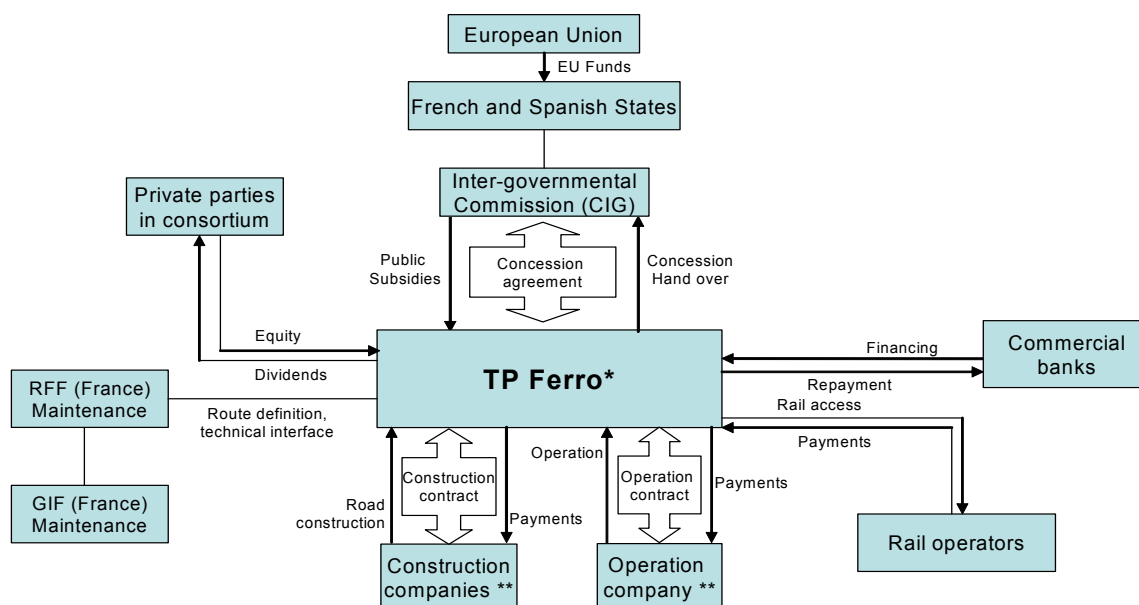 European Union
EU Funds
French and Spanish States
Inter-governmental
Commission (CIG)
Private parties
in consortium
Public
Subsidies
Concession
agreement
Concession
Hand over
Equity
Dividends
TP Ferro*
Financing
Repayment
Commercial
banks
Rail access
Payments
RFF (France)
Maintenance
Route definition,
technical interface
GIF (France)
Maintenance
Road
construction
Construction
contract
Payments
Operation
Operation
contract
Payments
Construction
companies **
Operation
company **
Rail operators